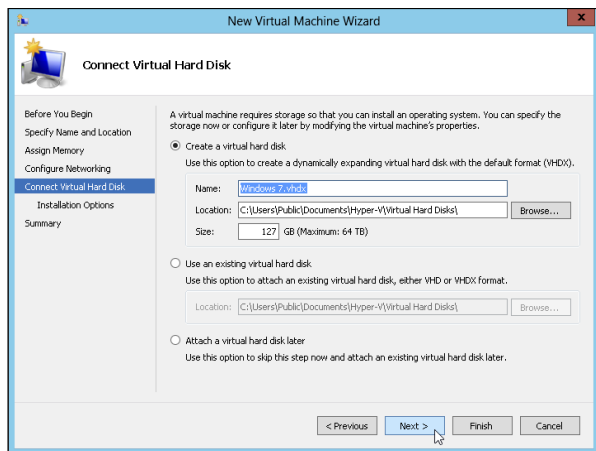 New Virtual Machine Wizard
x
Connect Virtual Hard Disk
Before You Begin
Specify Name and Location
Assign Memory
Configure Networking
Connect Virtual Hard Disk
Installation Options
Summary
A virtual machine requires storage so that you can install an operating system. You can specify the
storage now or configure it later by modifying the virtual machine's properties.
Create a virtual hard disk
Use this option to create a dynamically expanding virtual hard disk with the default format (VHDX).
Name: Windows 7.vhdx
Location: C:\Users\Public\Documents\Hyper-V\Virtual Hard Disks\ Browse...
Size: 127 GB (Maximum: 64 TB)
Use an existing virtual hard disk
Use this option to attach an existing virtual hard disk, either VHD or VHDX format.
Location: C:\Users\Public\Documents\Hyper-V\Virtual Hard Disks\ Browse...
Attach a virtual hard disk later
Use this option to skip this step now and attach an existing virtual hard disk later.
< Previous Next > Finish Cancel